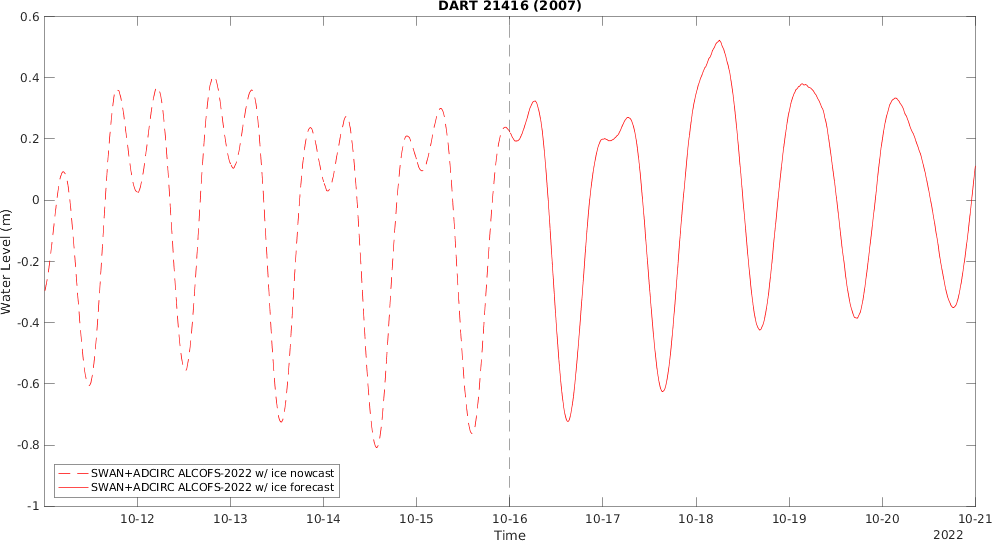 DART 21416 (2007)
0.6
0.4
0.2
0
-0.2
-0.4
-0.6
-0.8
-1
Water Level (m)
SWAN+ADCIRC ALCOFS-2022 w/ ice nowcast
SWAN+ADCIRC ALCOFS-2022 w/ ice forecast
10-12 10-13 10-14 10-15 10-16 10-17 10-18 10-19 10-20 10-21
Time
2022